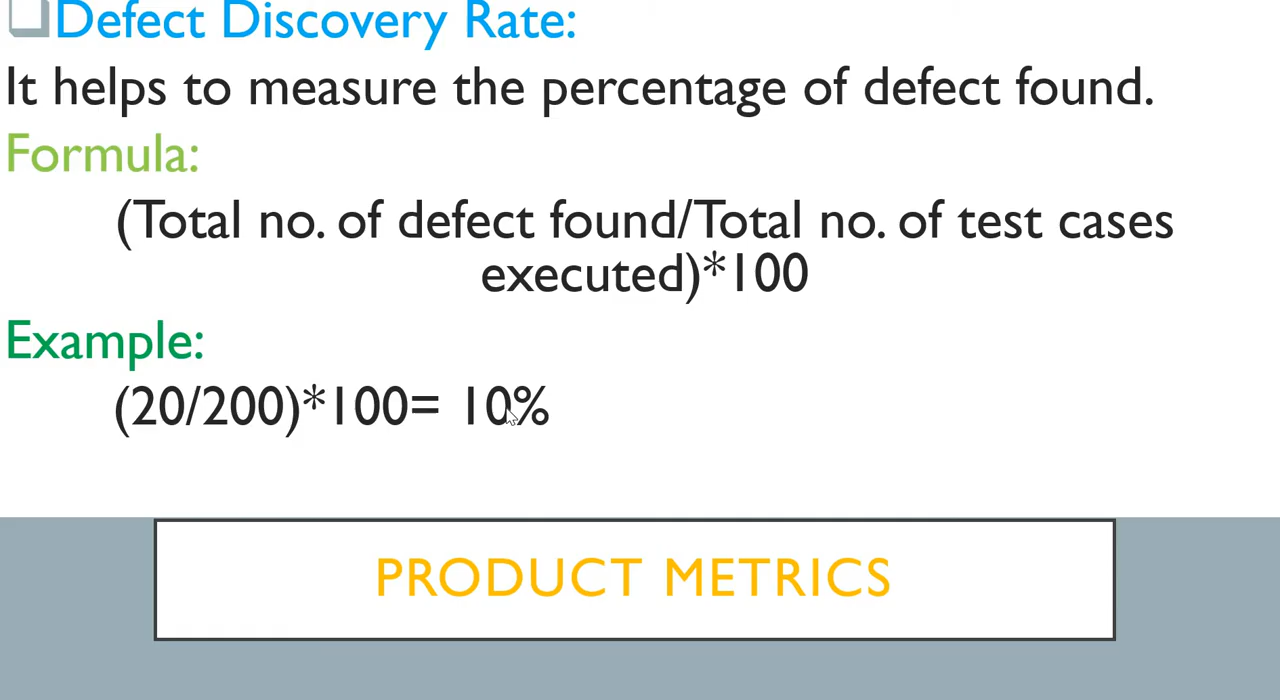 Defect Discovery Rate:
It helps to measure the percentage of defect found.
Formula:
(Total no. of defect found/Total no. of test cases
executed)*100
Example:
(20/200)*100= 10%
PRODUCT METRICS